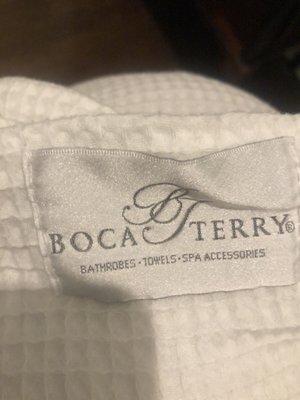 BT
BOCA TERRY®
BATHROBES • TOWELS • SPA ACCESSORIES